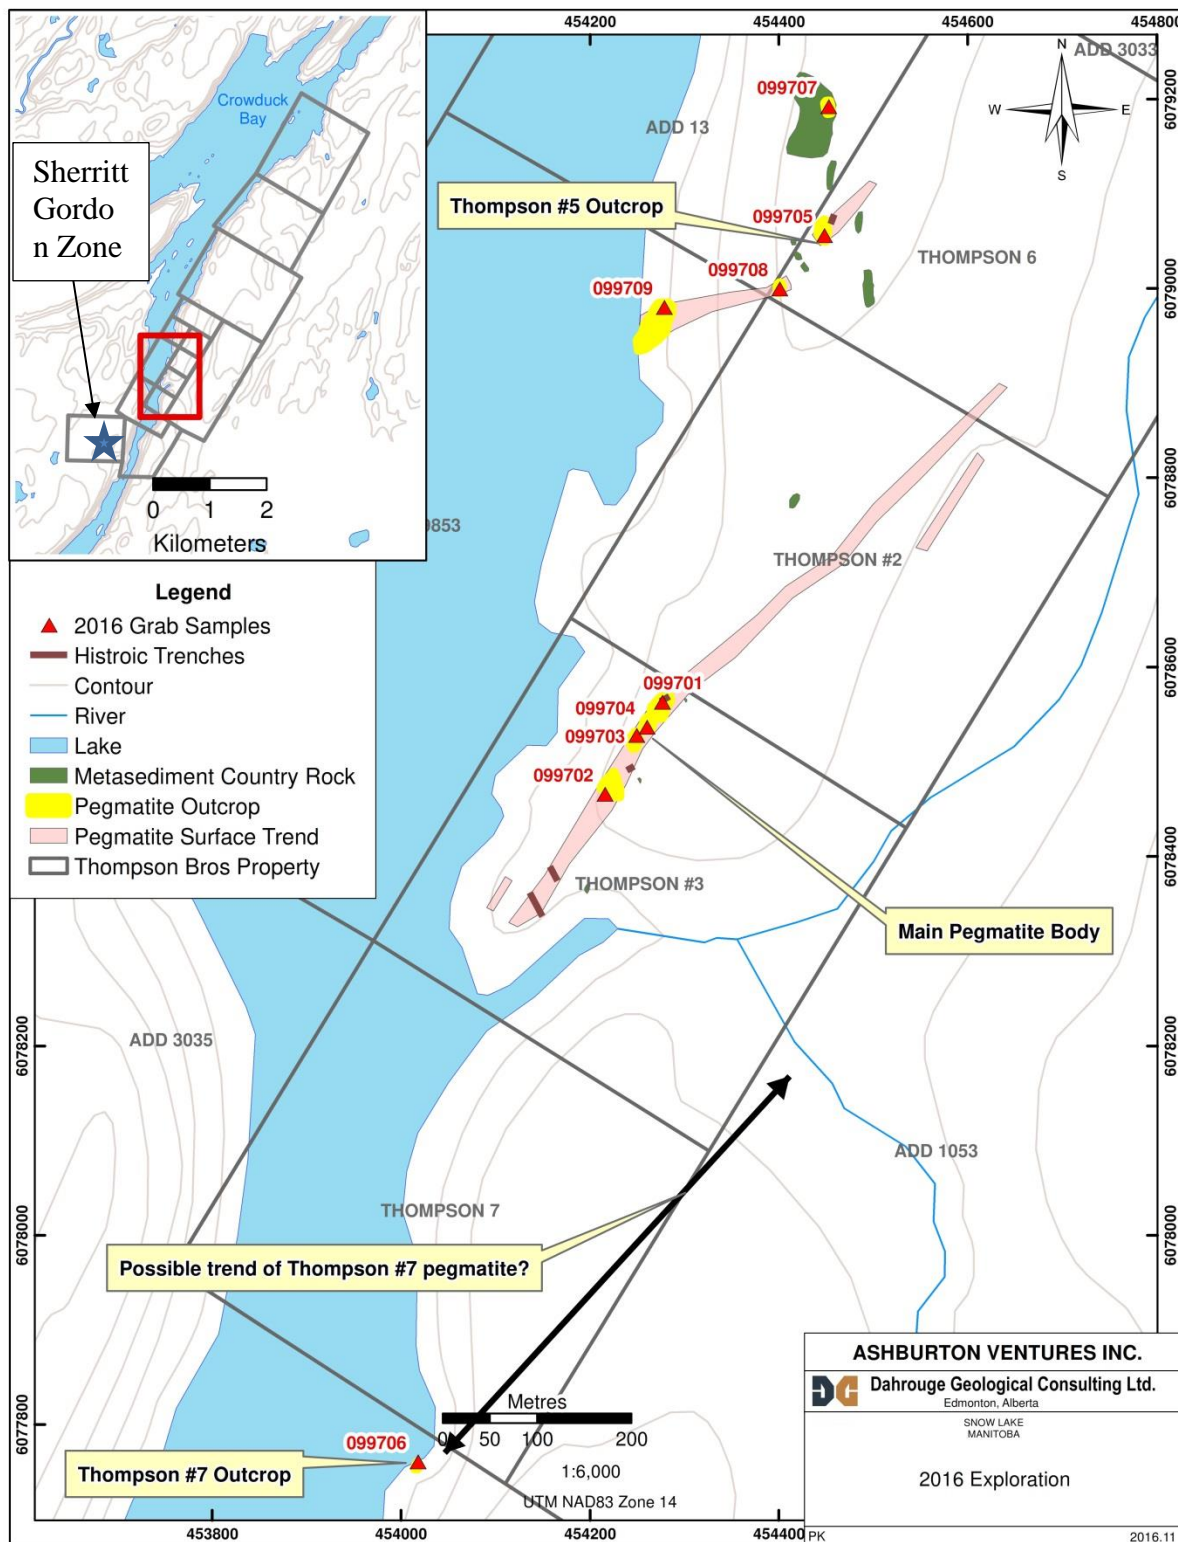 454200
454400
454600
454800
Crowduck
Bay
Sherritt
Gordo
n Zone
0
1
2
Kilometers
N
W
E
S
ADD 3033
099707
ADD 13
Thompson #5 Outcrop
099705
099708
099709
THOMPSON 6
6079200
6079000
6078800
6078600
6078400
6078200
6078000
6077800
9853
THOMPSON #2
Legend
2016 Grab Samples
Histroic Trenches
Contour
River
Lake
Metasediment Country Rock
Pegmatite Outcrop
Pegmatite Surface Trend
Thompson Bros Property
099701
099704
099703
099702
THOMPSON #3
Main Pegmatite Body
6078200
6078000
6077800
ADD 3035
ADD 1053
THOMPSON 7
Possible trend of Thompson #7 pegmatite?
099706
Thompson #7 Outcrop
Metres
0 50 100 200
1:6,000
UTM NAD83 Zone 14
ASHBURTON VENTURES INC.
Dahrouge Geological Consulting Ltd.
Edmonton, Alberta
SNOW LAKE
MANITOBA
2016 Exploration
PK
2016.11
453800
454000
454200
454400